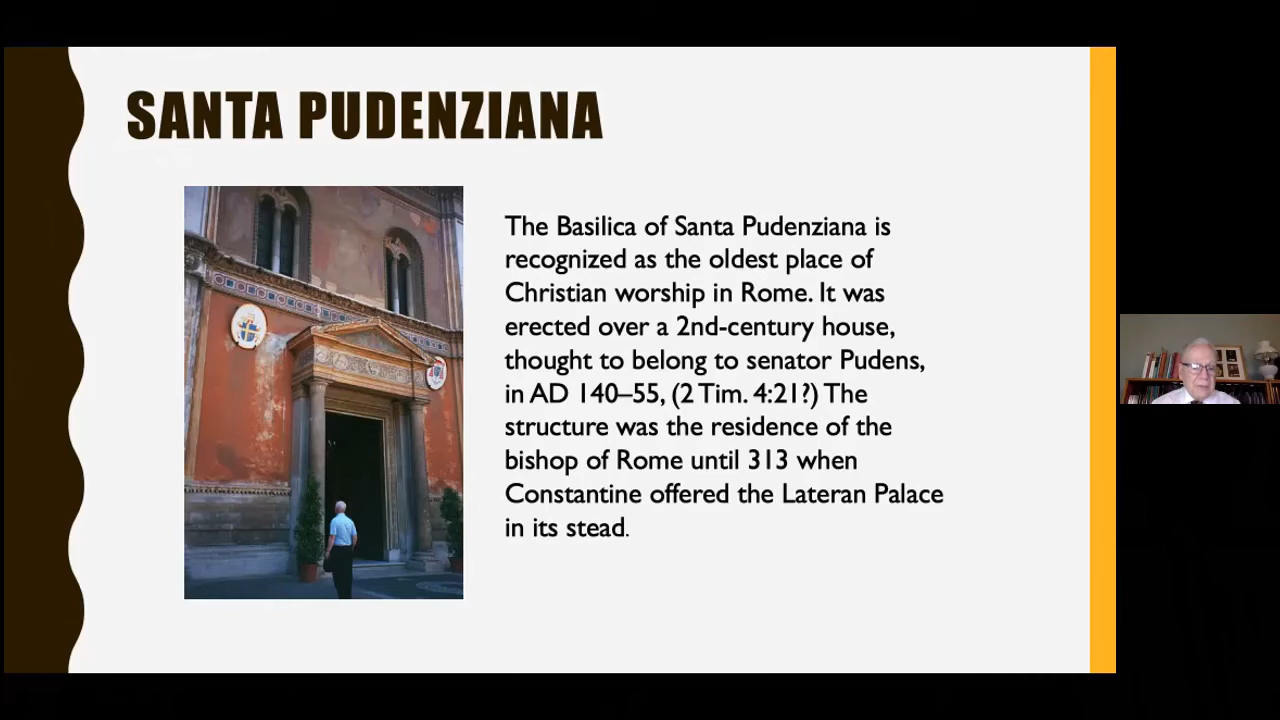 SANTA PUDENZIANA
The Basilica of Santa Pudenziana is
recognized as the oldest place of
Christian worship in Rome. It was
erected over a 2nd-century house,
thought to belong to senator Pudens,
in AD 140–55, (2 Tim. 4:21?) The
structure was the residence of the
bishop of Rome until 313 when
Constantine offered the Lateran Palace
in its stead.